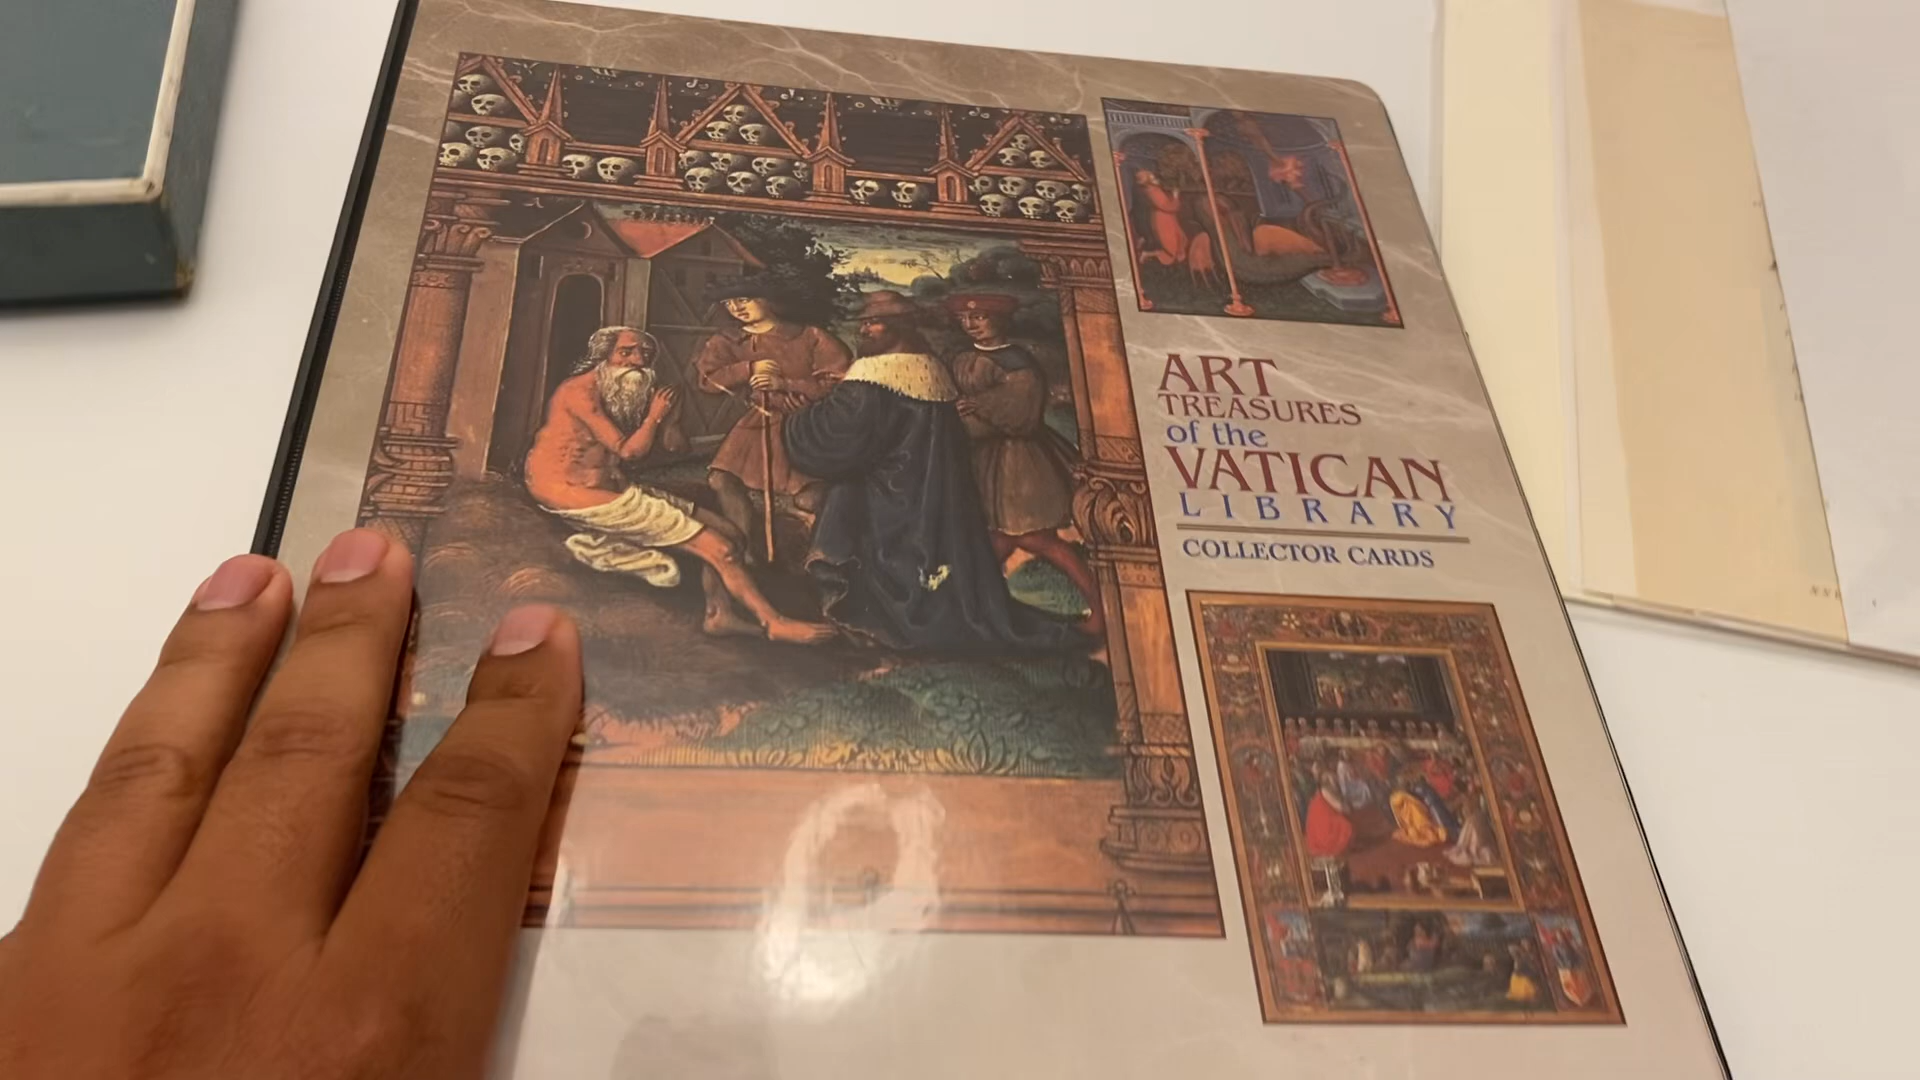 ART
TREASURES
of the
VATICAN
LIBRARY
COLLECTOR CARDS